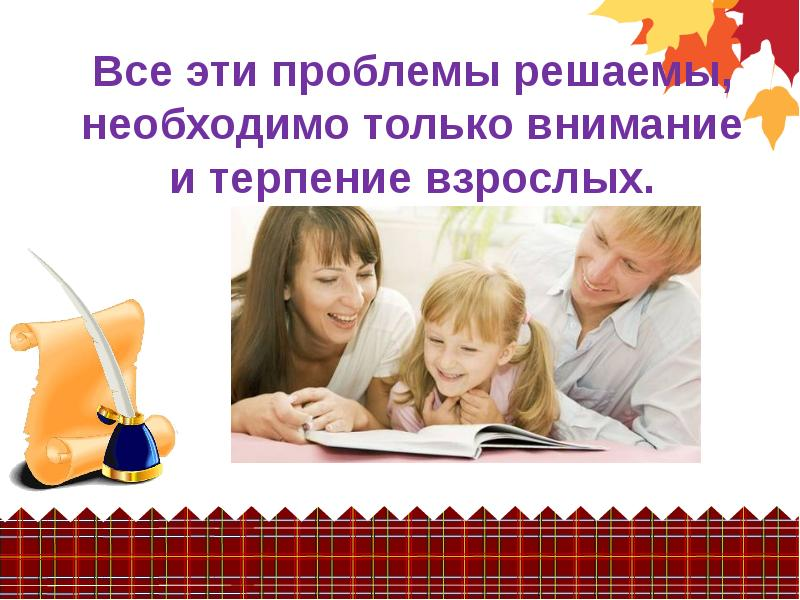 Все эти проблемы решаемы,
необходимо только внимание
и терпение взрослых.